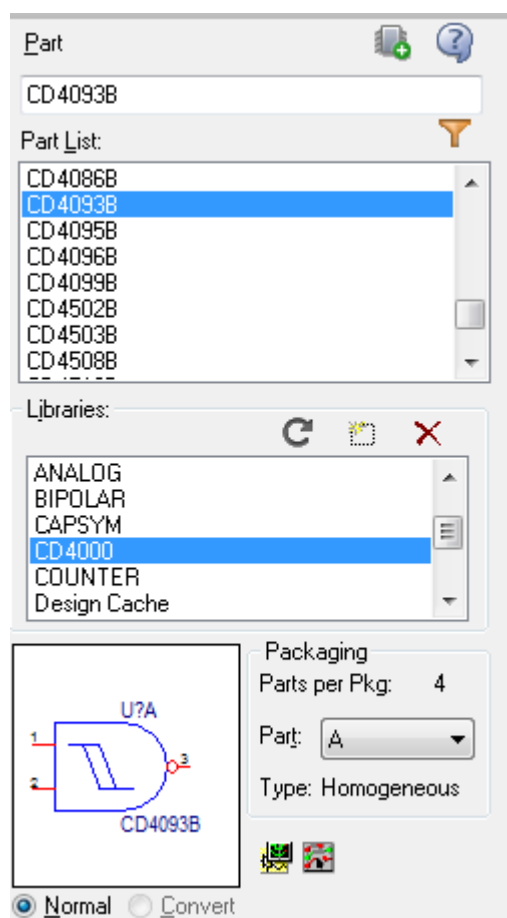 Part
CD4093B
Part List:
CD4086B
CD4093B
CD4095B
CD4096B
CD4099B
CD4502B
CD4503B
CD4508B
Libraries:
ANALOG
BIPOLAR
CAPSYM
CD4000
COUNTER
Design Cache
Packaging
Parts per Pkg: 4
Part: A
Type: Homogeneous
U?A
1
3
2
CD4093B
Normal Convert